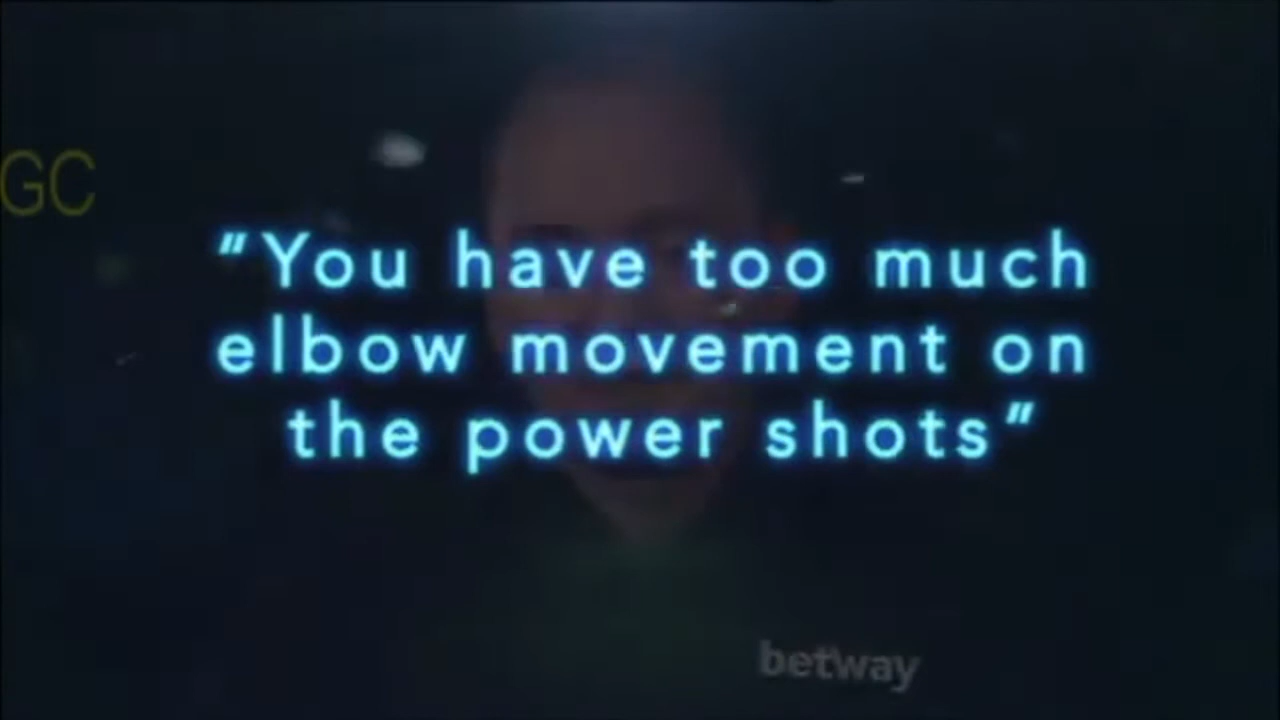 GC
“You have too much
elbow movement on
the power shots”
betway